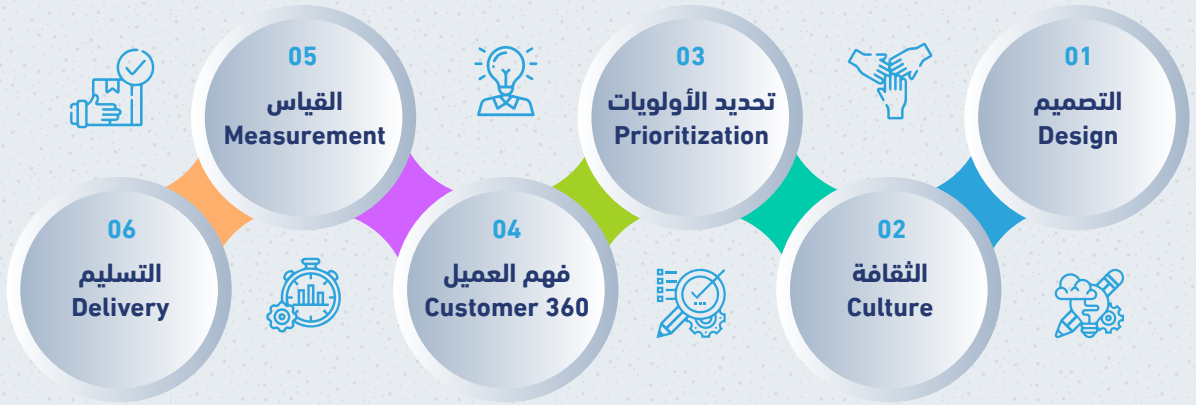 01
التصميم
Design
02
الثقافة
Culture
03
تحديد الأولويات
Prioritization
04
فهم العميل
Customer 360
05
القياس
Measurement
06
التسليم
Delivery